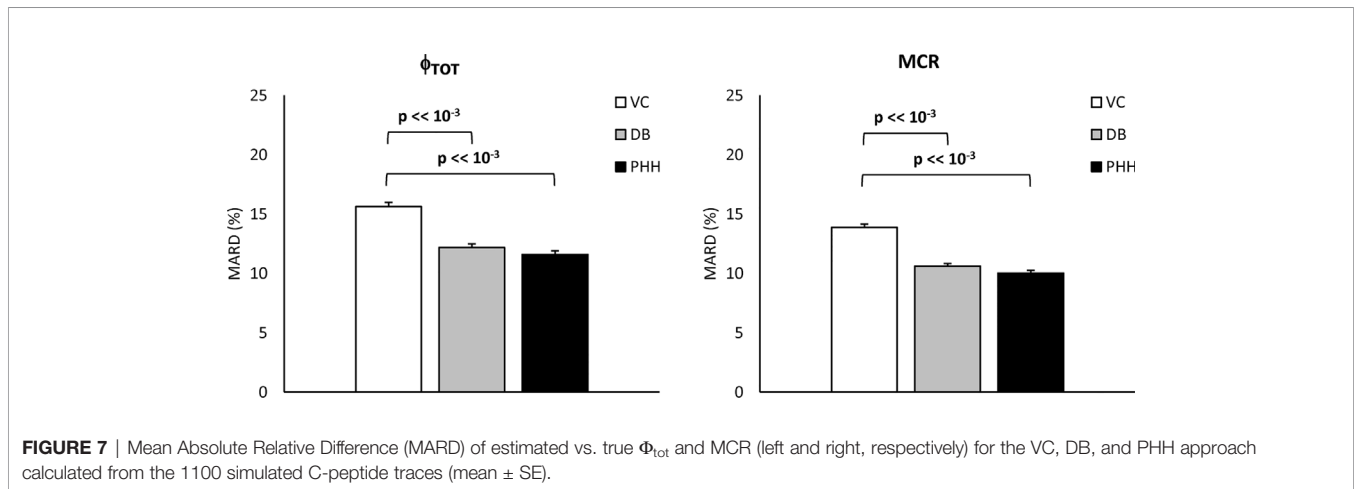 ϕTOT
25
20
15
10
5
0
MARD (%)
p << 10-3
p << 10-3
VC
DB
PHH
MCR
25
20
15
10
5
0
MARD (%)
p << 10-3
p << 10-3
VC
DB
PHH
FIGURE 7 | Mean Absolute Relative Difference (MARD) of estimated vs. true Φtot and MCR (left and right, respectively) for the VC, DB, and PHH approach
calculated from the 1100 simulated C-peptide traces (mean ± SE).